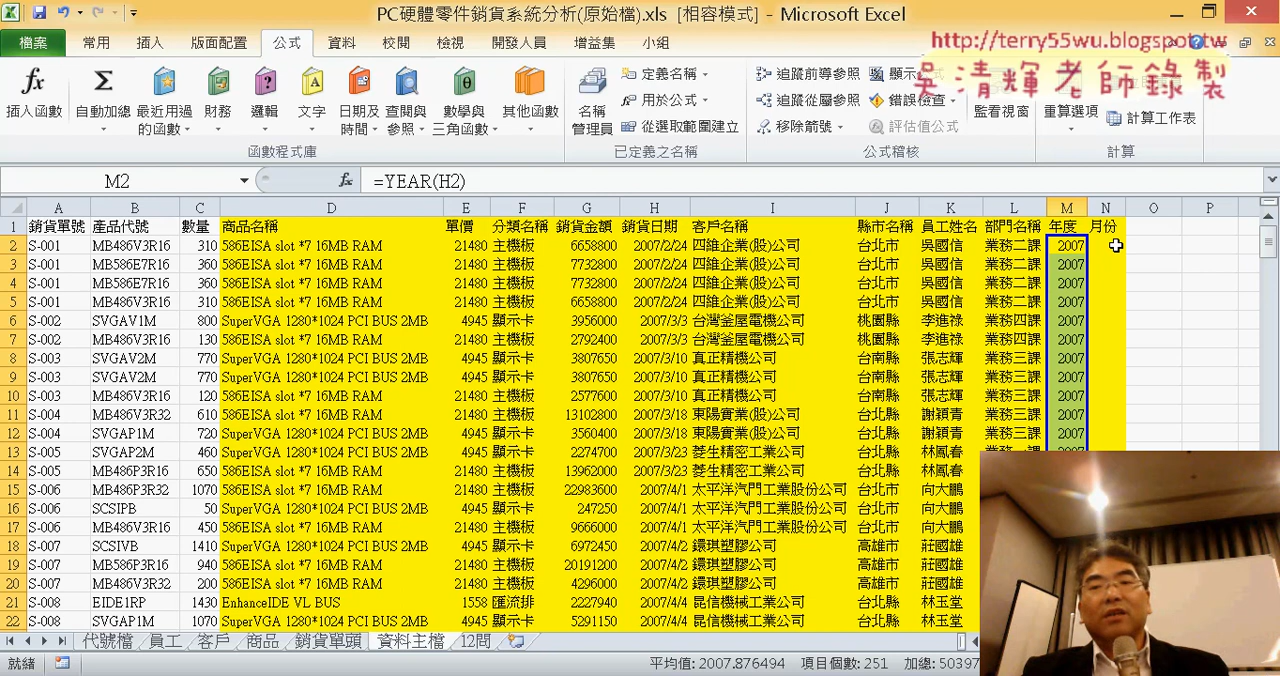 PC硬體零件銷貨系統分析(原始檔).xls [相容模式] - Microsoft Excel
檔案 常用 插入 版面配置 公式 資料 校閱 檢視 開發人員 增益集 小組
http://terry55wu.blogspot.tw
吳清輝老師錄製
插入函數 自動加總 最近用過的函數 財務 邏輯 文字 日期及時間 查閱與參照 數學與三角函數 其他函數
函數程式庫
名稱管理員 定義名稱 用於公式 從選取範圍建立
已定義之名稱
追蹤前導參照 追蹤從屬參照 移除箭號 錯誤檢查 評估值公式 監看視窗
公式稽核
重算選項 計算工作表
計算
M2 fx =YEAR(H2)
A B C D E F G H I J K L M N O P
1 銷貨單號 產品代號 數量 商品名稱 單價 分類名稱 銷貨金額 銷貨日期 客戶名稱 縣市名稱 員工姓名 部門名稱 年度 月份
2 S-001 MB486V3R16 310 586EISA slot *7 16MB RAM 21480 主機板 6658800 2007/2/24 四維企業(股)公司 台北市 吳國信 業務二課 2007
3 S-001 MB586E7R16 360 586EISA slot *7 16MB RAM 21480 主機板 7732800 2007/2/24 四維企業(股)公司 台北市 吳國信 業務二課 2007
4 S-001 MB586E7R16 360 586EISA slot *7 16MB RAM 21480 主機板 7732800 2007/2/24 四維企業(股)公司 台北市 吳國信 業務二課 2007
5 S-001 MB486V3R16 310 586EISA slot *7 16MB RAM 21480 主機板 6658800 2007/2/24 四維企業(股)公司 台北市 吳國信 業務二課 2007
6 S-002 SVGAV1M 800 SuperVGA 1280*1024 PCI BUS 2MB 4945 顯示卡 3956000 2007/3/3 台灣釜屋電機公司 桃園縣 李進祿 業務四課 2007
7 S-002 MB486V3R16 130 586EISA slot *7 16MB RAM 21480 主機板 2792400 2007/3/3 台灣釜屋電機公司 桃園縣 李進祿 業務四課 2007
8 S-003 SVGAV2M 770 SuperVGA 1280*1024 PCI BUS 2MB 4945 顯示卡 3807650 2007/3/10 真正精機公司 台南縣 張志輝 業務三課 2007
9 S-003 SVGAV2M 770 SuperVGA 1280*1024 PCI BUS 2MB 4945 顯示卡 3807650 2007/3/10 真正精機公司 台南縣 張志輝 業務三課 2007
10 S-003 MB486V3R16 120 586EISA slot *7 16MB RAM 21480 主機板 2577600 2007/3/10 真正精機公司 台南縣 張志輝 業務三課 2007
11 S-004 MB486V3R32 610 586EISA slot *7 16MB RAM 21480 主機板 13102800 2007/3/18 東陽實業(股)公司 台北縣 謝穎青 業務三課 2007
12 S-004 SVGAP1M 720 SuperVGA 1280*1024 PCI BUS 2MB 4945 顯示卡 3560400 2007/3/18 東陽實業(股)公司 台北縣 謝穎青 業務三課 2007
13 S-005 SVGAP2M 460 SuperVGA 1280*1024 PCI BUS 2MB 4945 顯示卡 2274700 2007/3/23 菱生精密工業公司 台北縣 林鳳春
14 S-005 MB486P3R16 650 586EISA slot *7 16MB RAM 21480 主機板 13962000 2007/3/23 菱生精密工業公司 台北縣 林鳳春
15 S-006 MB486P3R32 1070 586EISA slot *7 16MB RAM 21480 主機板 22983600 2007/4/1 太平洋汽門工業股份公司 台北市 向大鵬
16 S-006 SCSIPB 50 SuperVGA 1280*1024 PCI BUS 2MB 4945 顯示卡 247250 2007/4/1 太平洋汽門工業股份公司 台北市 向大鵬
17 S-006 MB486V3R16 450 586EISA slot *7 16MB RAM 21480 主機板 9666000 2007/4/1 太平洋汽門工業股份公司 台北市 向大鵬
18 S-007 SCSIVB 1410 SuperVGA 1280*1024 PCI BUS 2MB 4945 顯示卡 6972450 2007/4/2 鐶琪塑膠公司 高雄市 莊國雄
19 S-007 MB586P3R16 940 586EISA slot *7 16MB RAM 21480 主機板 20191200 2007/4/2 鐶琪塑膠公司 高雄市 莊國雄
20 S-007 MB486V3R32 200 586EISA slot *7 16MB RAM 21480 主機板 4296000 2007/4/2 鐶琪塑膠公司 高雄市 莊國雄
21 S-008 EIDE1RP 1430 EnhanceIDE VL BUS 1558 匯流排 2227940 2007/4/4 昆信機械工業公司 台北市 林玉堂
22 S-008 SVGAP1M 1070 SuperVGA 1280*1024 PCI BUS 2MB 4945 顯示卡 5291150 2007/4/4 昆信機械工業公司 台北市 林玉堂
代號檔 員工 客戶 商品 銷貨單頭 資料主檔 12問
就緒 平均值: 2007.876494 項目個數: 251 加總: 50397